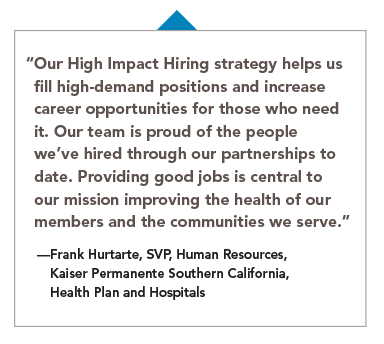 “Our High Impact Hiring strategy helps us
fill high-demand positions and increase
career opportunities for those who need
it. Our team is proud of the people
we’ve hired through our partnerships to
date. Providing good jobs is central to
our mission improving the health of our
members and the communities we serve.”
—Frank Hurtarte, SVP, Human Resources,
Kaiser Permanente Southern California,
Health Plan and Hospitals